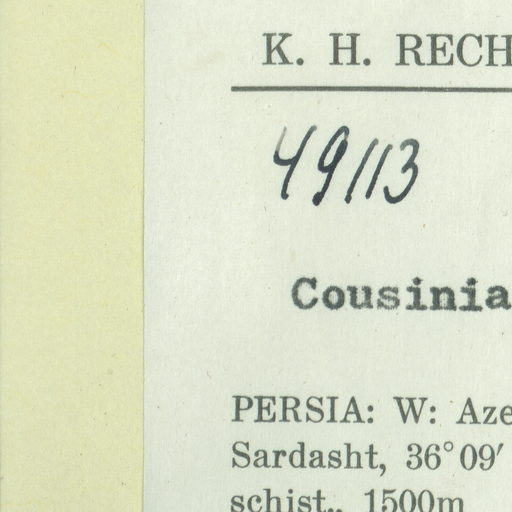 K. H. RECH
49113
Cousinia
PERSIA: W: Aze
Sardasht, 36°09′
schist., 1500m